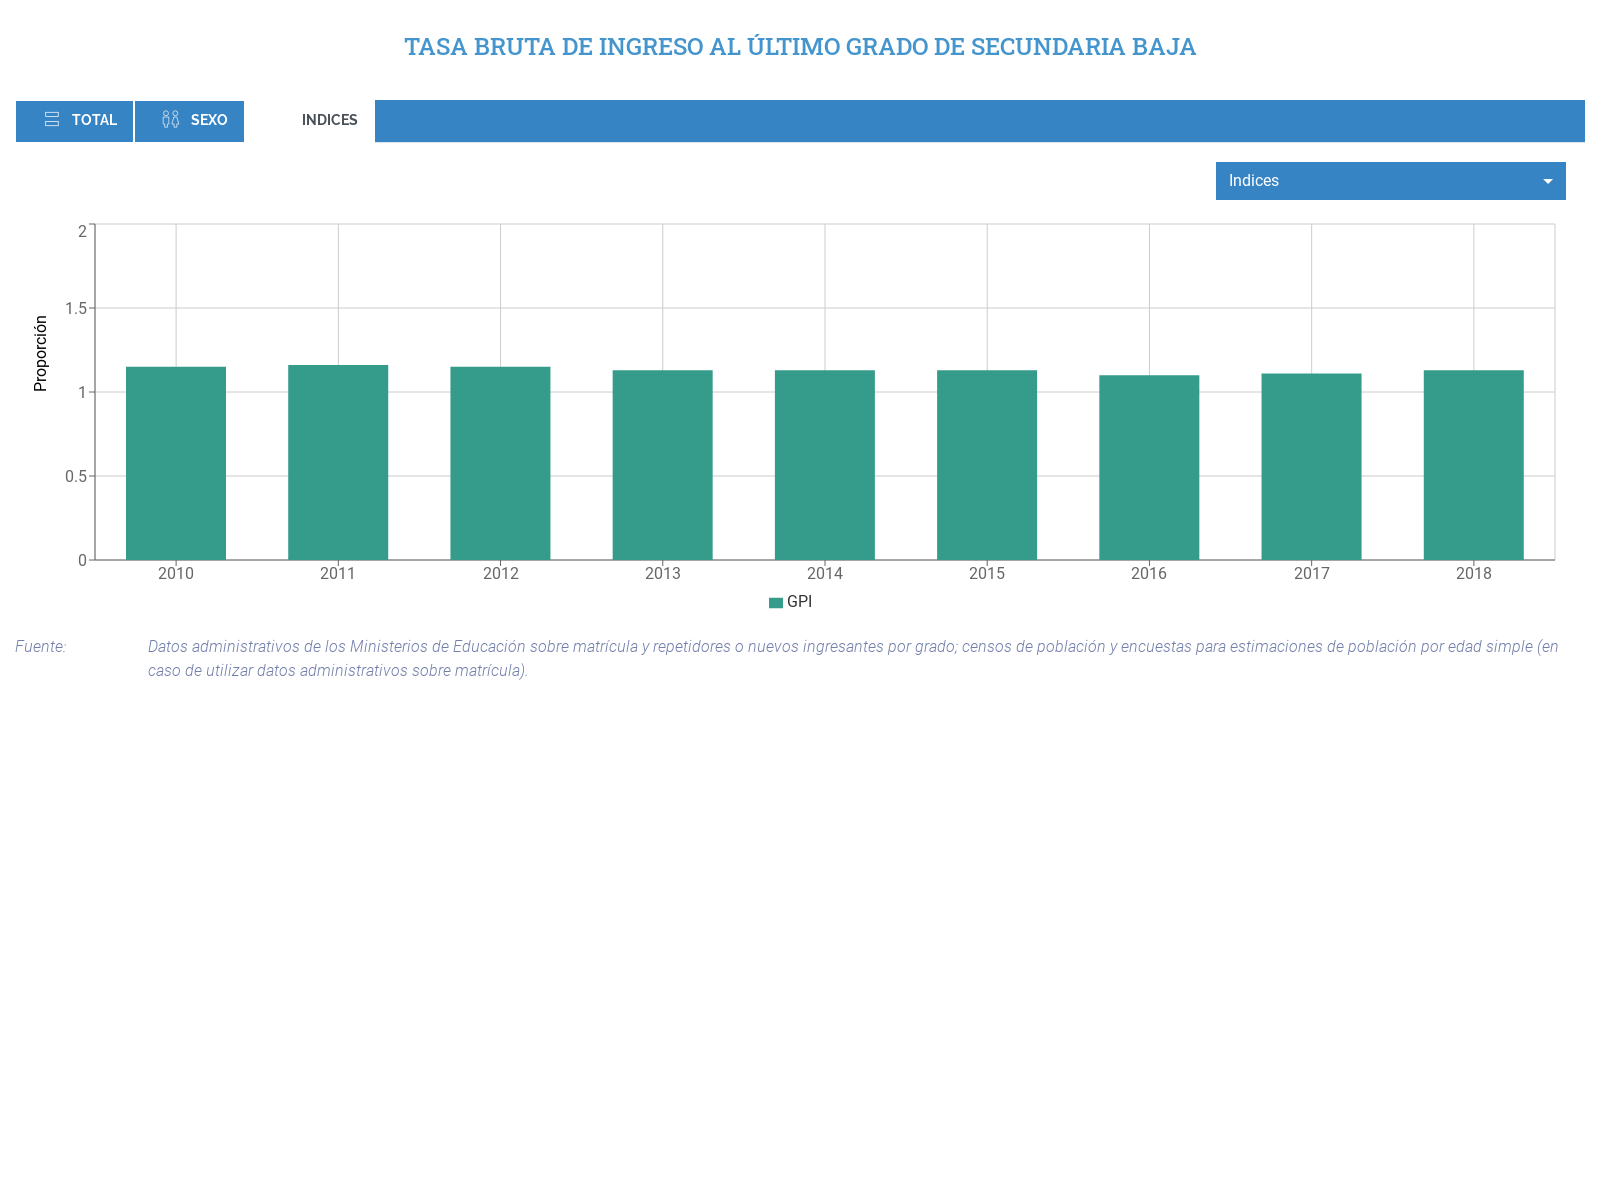 TASA BRUTA DE INGRESO AL ÚLTIMO GRADO DE SECUNDARIA BAJA
TOTAL SEXO INDICES
Indices
2
1.5
1
0.5
0
Proporción
2010 2011 2012 2013 2014 2015 2016 2017 2018
GPI
Fuente: Datos administrativos de los Ministerios de Educación sobre matrícula y repetidores o nuevos ingresantes por grado; censos de población y encuestas para estimaciones de población por edad simple (en
caso de utilizar datos administrativos sobre matrícula).